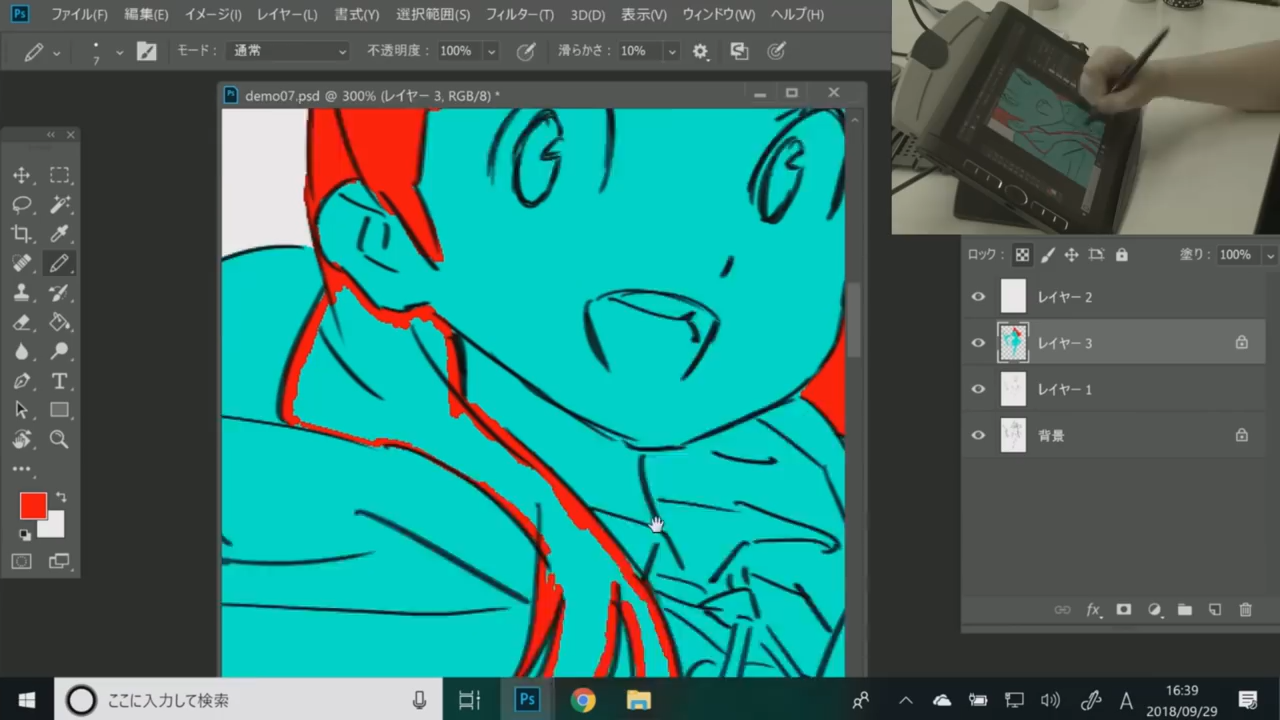 Ps ファイル(F) 編集(E) イメージ(I) レイヤー(L) 書式(Y) 選択範囲(S) フィルター(T) 3D(D) 表示(V) ウィンドウ(W) ヘルプ(H)
7 モード： 通常 不透明度： 100% 滑らかさ： 10%
Ps demo07.psd @ 300% (レイヤー 3, RGB/8) *
ロック： 塗り： 100%
レイヤー 2
レイヤー 3
レイヤー 1
背景
T
fx
ここに入力して検索
Ps
A
16:39
2018/09/29